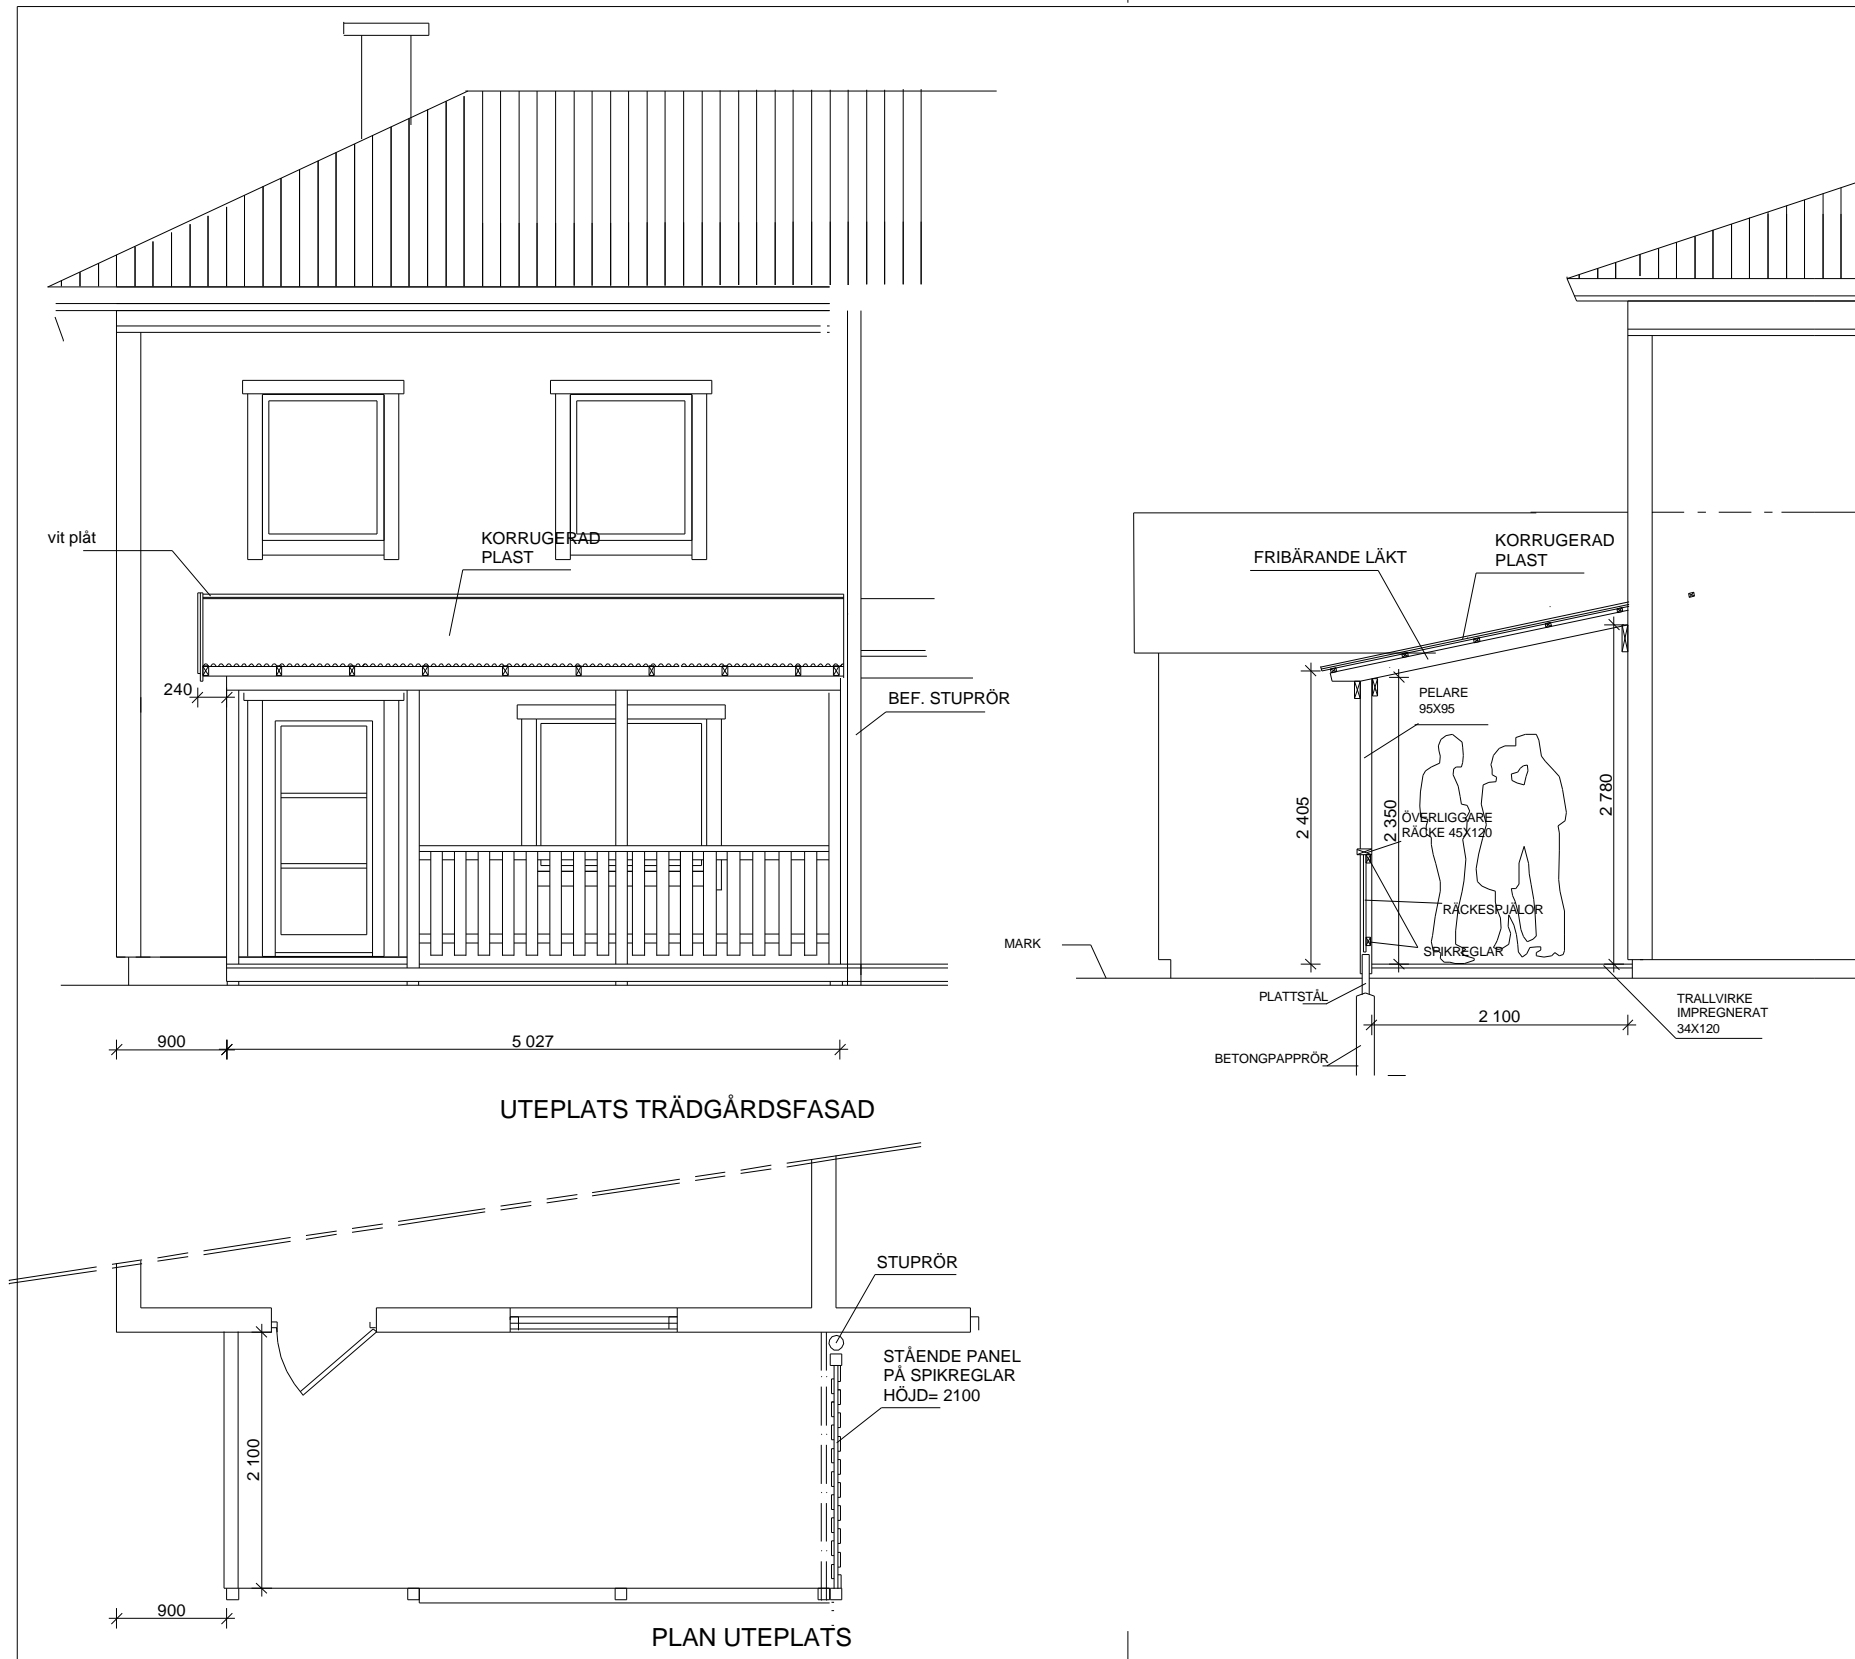 vit plåt
KORRUGERAD
PLAST
240
BEF. STUPRÖR
900
5 027
UTEPLATS TRÄDGÅRDSFASAD
FRIBÄRANDE LÄKT
KORRUGERAD
PLAST
PELARE
95X95
2 405
2 350
2 780
ÖVERLIGGARE
RÄCKE 45X120
RÄCKESPJÄLOR
SPIKREGLAR
MARK
PLATTSTÅL
2 100
TRALLVIRKE
IMPREGNERAT
34X120
BETONGPAPPRÖR
STUPRÖR
STÅENDE PANEL
PÅ SPIKREGLAR
HÖJD= 2100
2 100
900
PLAN UTEPLATS